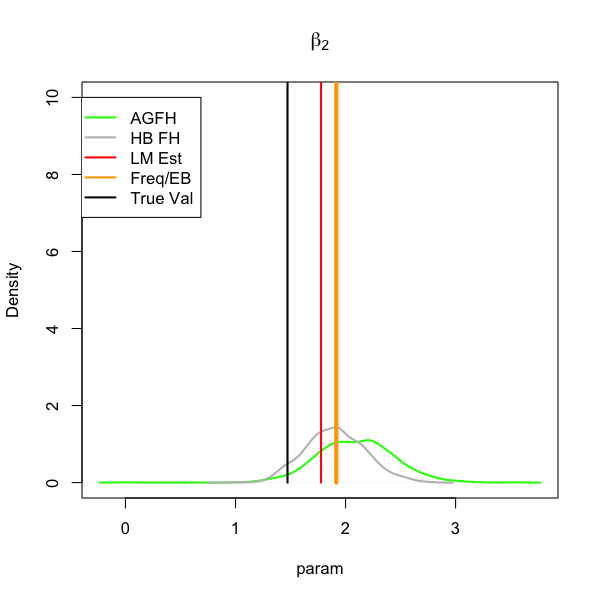 β2
AGFH
HB FH
LM Est
Freq/EB
True Val
Density
0
2
4
6
8
10
0
1
2
3
param